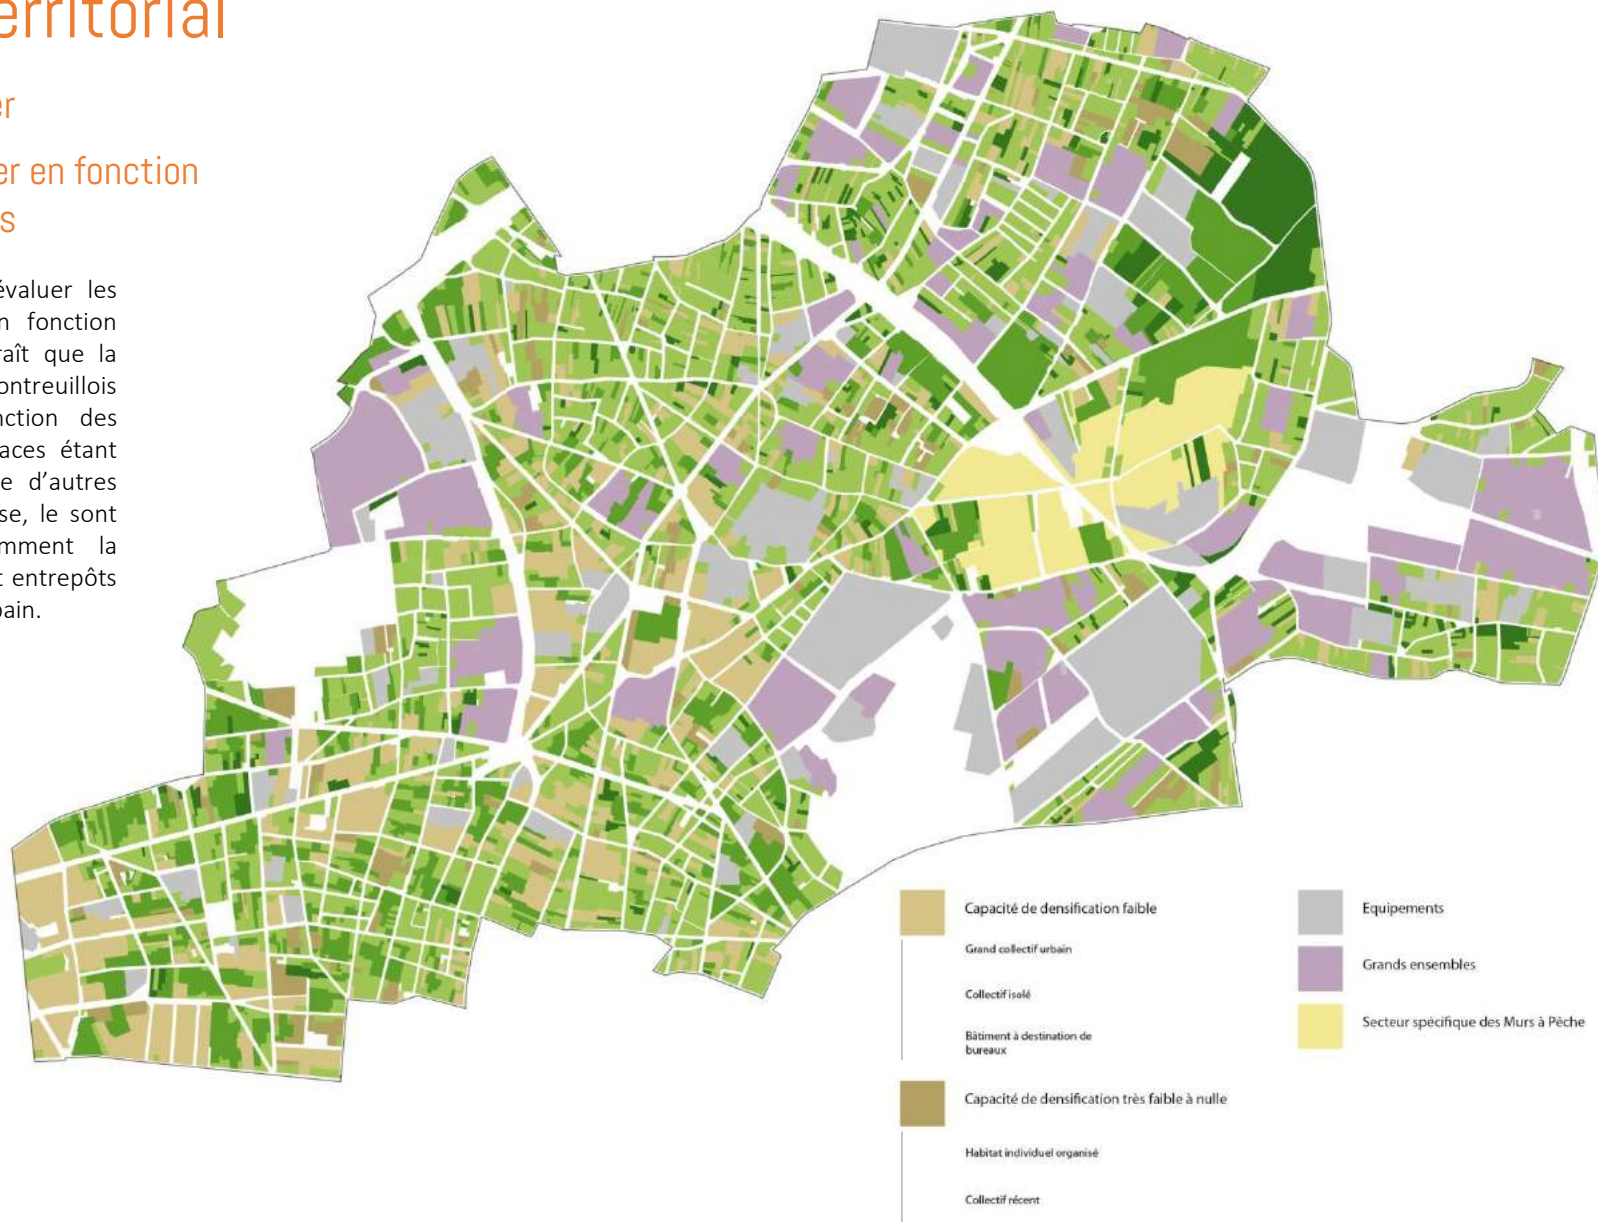 erritorial
er
er en fonction
s
évaluer les
n fonction
raît que la
ontreuillois
nction des
aces étant
e d’autres
se, le sont
mment la
t entrepôts
bain.
Capacité de densification faible
Grand collectif urbain
Collectif isolé
Bâtiment à destination de
bureaux
Capacité de densification très faible à nulle
Habitat individuel organisé
Collectif récent
Equipements
Grands ensembles
Secteur spécifique des Murs à Pêche